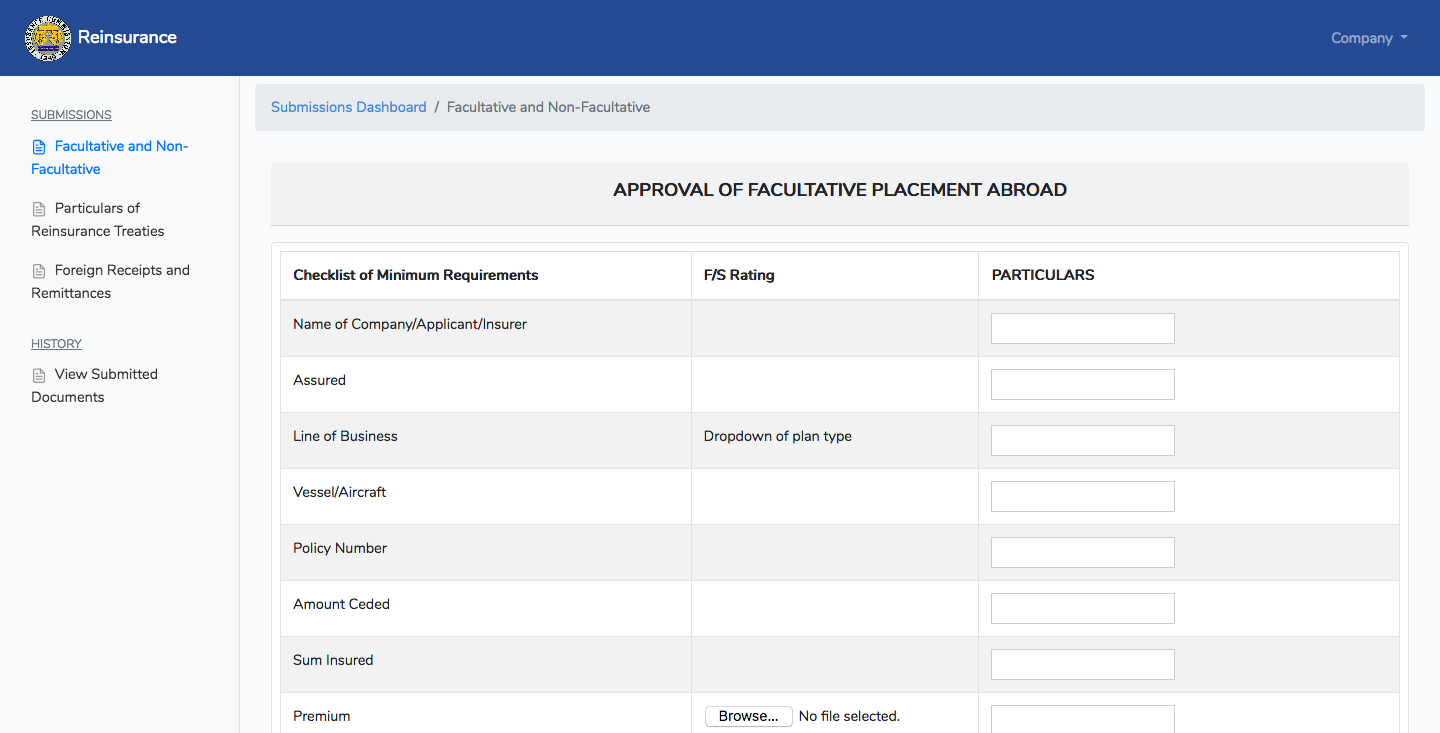 Reinsurance
Company
SUBMISSIONS
Facultative and Non-
Facultative
Particulars of
Reinsurance Treaties
Foreign Receipts and
Remittances
HISTORY
View Submitted
Documents
Submissions Dashboard / Facultative and Non-Facultative
APPROVAL OF FACULTATIVE PLACEMENT ABROAD
Checklist of Minimum Requirements F/S Rating PARTICULARS
Name of Company/Applicant/Insurer
Assured
Line of Business Dropdown of plan type
Vessel/Aircraft
Policy Number
Amount Ceded
Sum Insured
Premium Browse... No file selected.